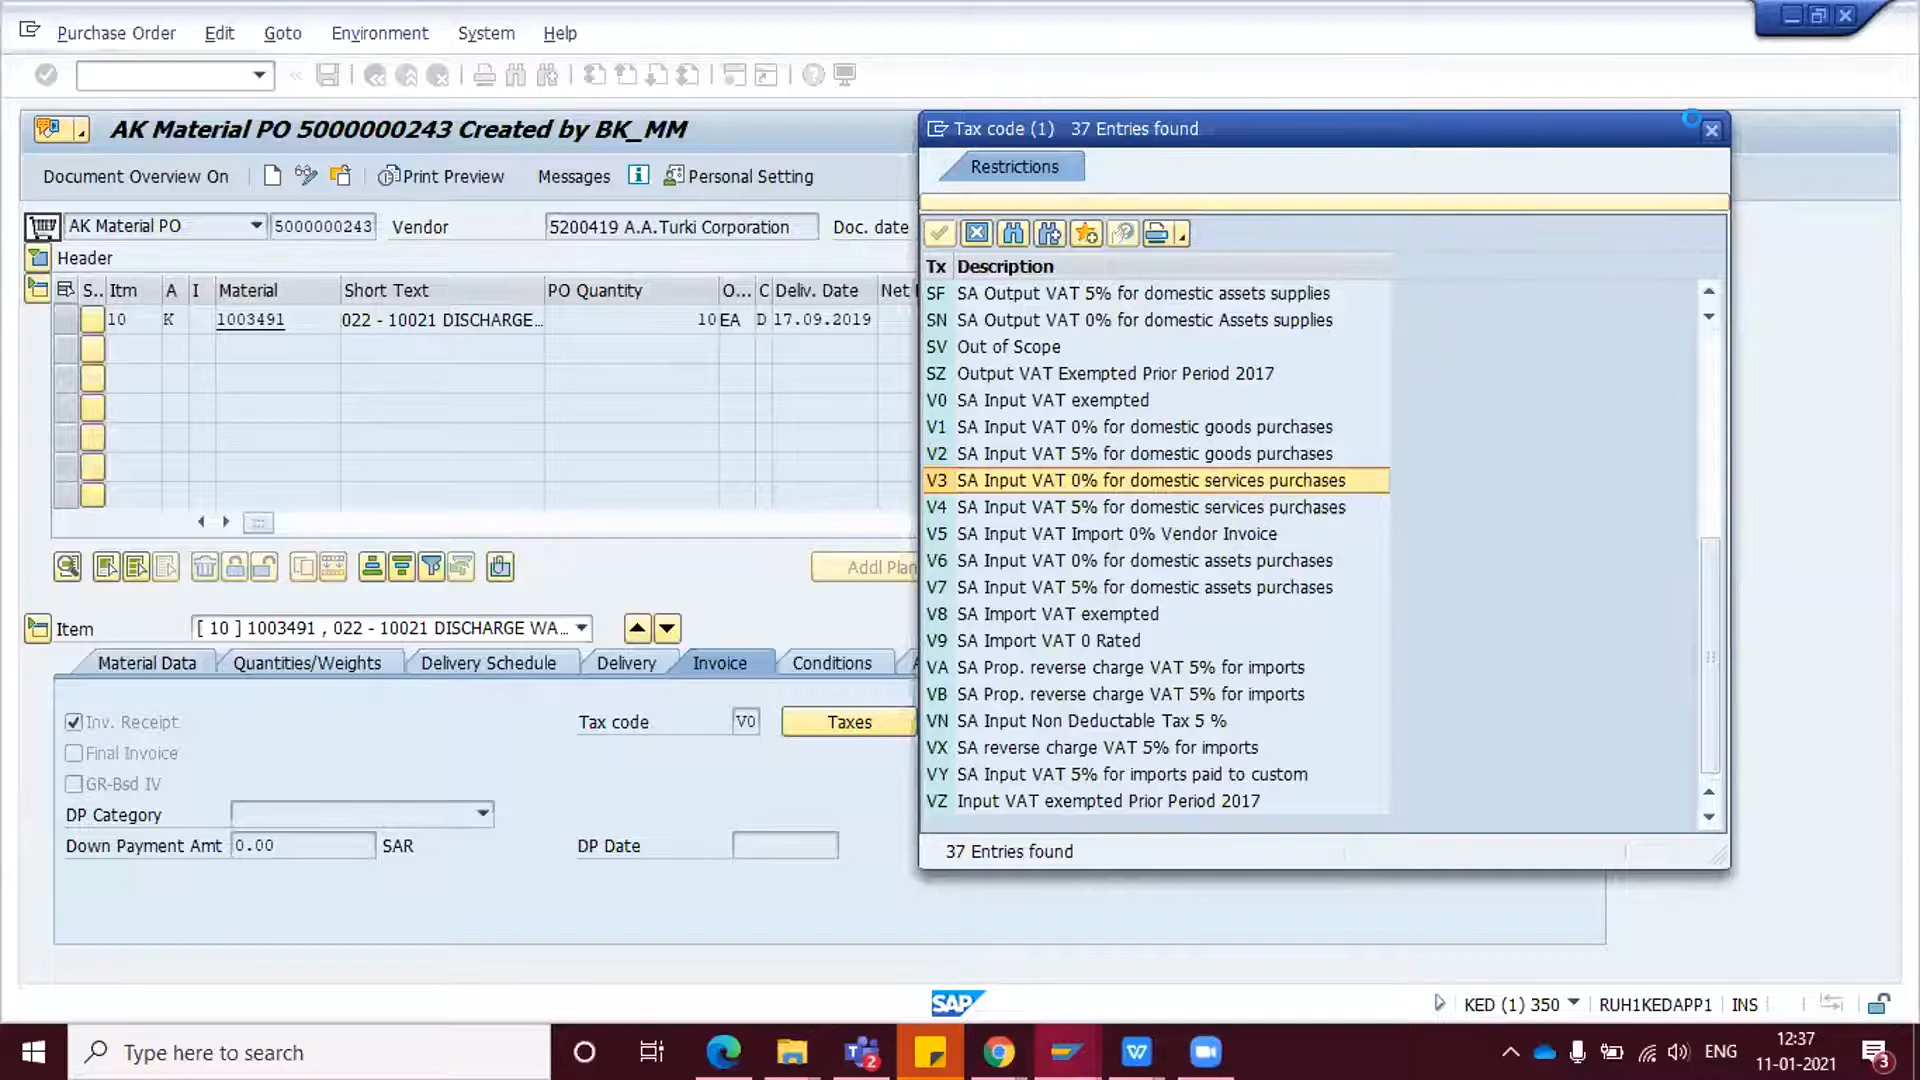 Purchase Order Edit Goto Environment System Help
AK Material PO 5000000243 Created by BK_MM
Document Overview On Print Preview Messages Personal Setting
AK Material PO 5000000243 Vendor 5200419 A.A.Turki Corporation Doc. date
Header
S.. Itm A I Material Short Text PO Quantity O... C Deliv. Date Net
10 K 1003491 022 - 10021 DISCHARGE... 10 EA D 17.09.2019
Addl Plan
Item [ 10 ] 1003491 , 022 - 10021 DISCHARGE WA...
Material Data Quantities/Weights Delivery Schedule Delivery Invoice Conditions
Inv. Receipt Tax code V0 Taxes
Final Invoice
GR-Bsd IV
DP Category
Down Payment Amt 0.00 SAR DP Date
Tax code (1) 37 Entries found
Restrictions
Tx Description
SF SA Output VAT 5% for domestic assets supplies
SN SA Output VAT 0% for domestic Assets supplies
SV Out of Scope
SZ Output VAT Exempted Prior Period 2017
V0 SA Input VAT exempted
V1 SA Input VAT 0% for domestic goods purchases
V2 SA Input VAT 5% for domestic goods purchases
V3 SA Input VAT 0% for domestic services purchases
V4 SA Input VAT 5% for domestic services purchases
V5 SA Input VAT Import 0% Vendor Invoice
V6 SA Input VAT 0% for domestic assets purchases
V7 SA Input VAT 5% for domestic assets purchases
V8 SA Import VAT exempted
V9 SA Import VAT 0 Rated
VA SA Prop. reverse charge VAT 5% for imports
VB SA Prop. reverse charge VAT 5% for imports
VN SA Input Non Deductable Tax 5 %
VX SA reverse charge VAT 5% for imports
VY SA Input VAT 5% for imports paid to custom
VZ Input VAT exempted Prior Period 2017
37 Entries found
SAP KED (1) 350 RUH1KEDAPP1 INS
Type here to search 2 ENG 12:37
11-01-2021 3